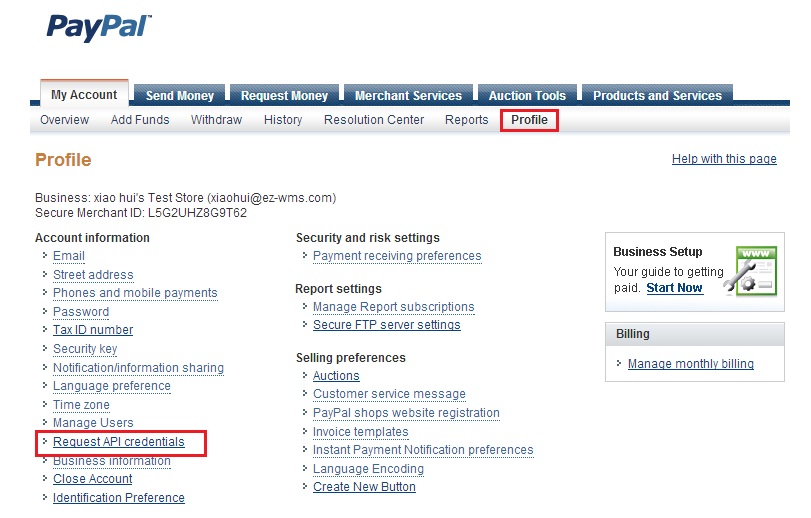 PayPal™
My Account Send Money Request Money Merchant Services Auction Tools Products and Services
Overview Add Funds Withdraw History Resolution Center Reports Profile
Profile
Help with this page
Business: xiao hui's Test Store (xiaohui@ez-wms.com)
Secure Merchant ID: L5G2UHZ8G9T62
Account information
Email
Street address
Phones and mobile payments
Password
Tax ID number
Security key
Notification/information sharing
Language preference
Time zone
Manage Users
Request API credentials
Business Information
Close Account
Identification Preference
Security and risk settings
Payment receiving preferences
Report settings
Manage Report subscriptions
Secure FTP server settings
Selling preferences
Auctions
Customer service message
PayPal shops website registration
Invoice templates
Instant Payment Notification preferences
Language Encoding
Create New Button
Business Setup
Your guide to getting
paid. Start Now
WWW
Billing
Manage monthly billing